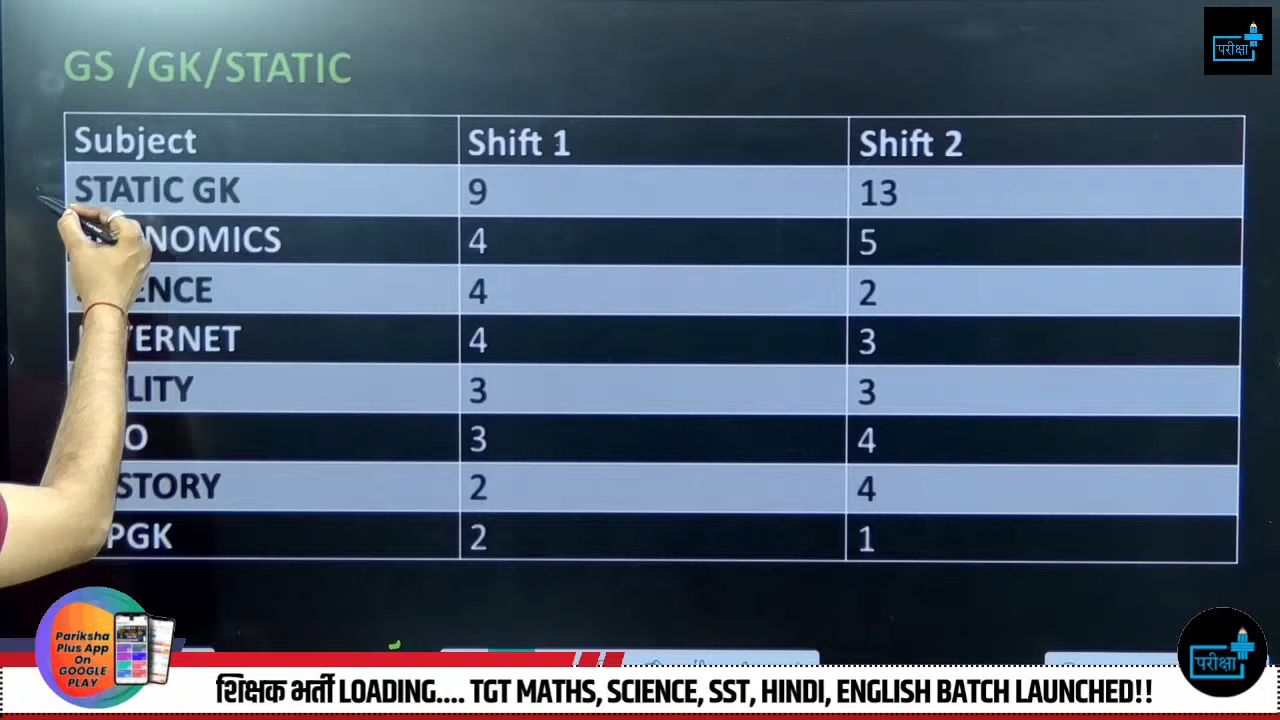 परीक्षा
GS /GK/STATIC
Subject Shift 1 Shift 2
STATIC GK 9 13
NOMICS 4 5
ENCE 4 2
TERNET 4 3
LITY 3 3
O 3 4
STORY 2 4
PGK 2 1
Pariksha
Plus App
On
GOOGLE
PLAY
परीक्षा
शिक्षक भर्ती LOADING.... TGT MATHS, SCIENCE, SST, HINDI, ENGLISH BATCH LAUNCHED!!